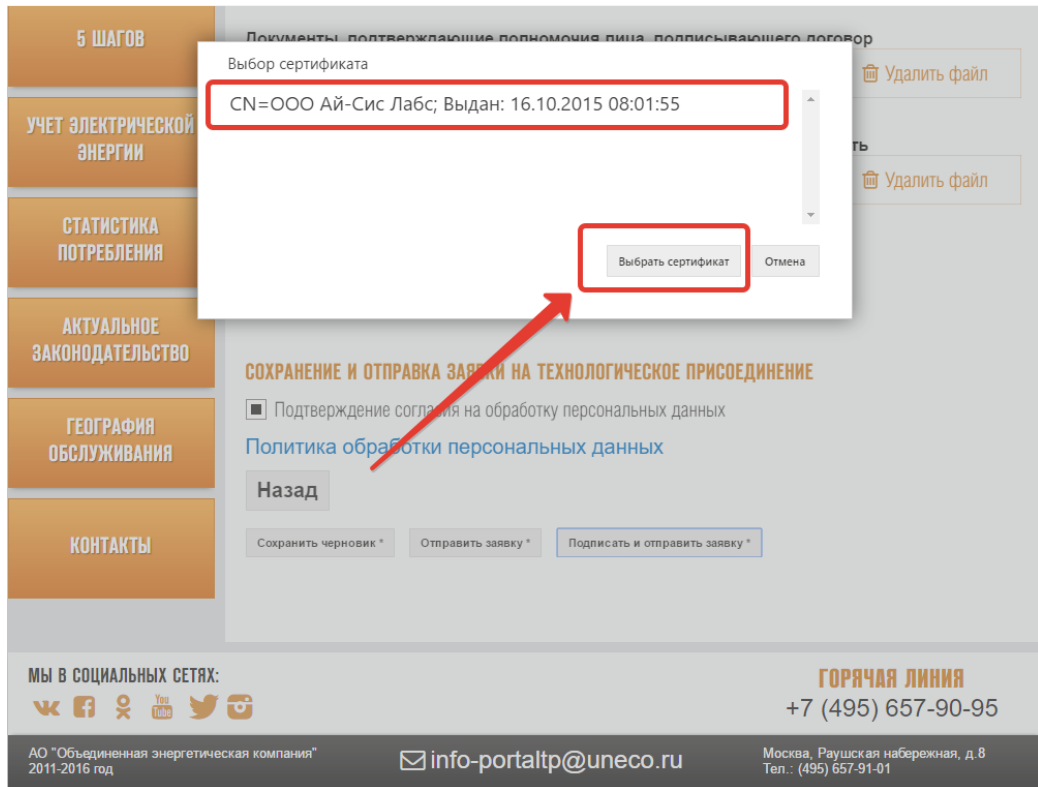 5 ШАГОВ
УЧЕТ ЭЛЕКТРИЧЕСКОЙ
ЭНЕРГИИ
СТАТИСТИКА
ПОТРЕБЛЕНИЯ
АКТУАЛЬНОЕ
ЗАКОНОДАТЕЛЬСТВО
ГЕОГРАФИЯ
ОБСЛУЖИВАНИЯ
КОНТАКТЫ
Документы, подтверждающие полномочия лица, подписывающего договор
Удалить файл
ть
Удалить файл
Выбор сертификата
CN=ООО Ай-Сис Лабс; Выдан: 16.10.2015 08:01:55
Выбрать сертификат
Отмена
СОХРАНЕНИЕ И ОТПРАВКА ЗАЯВКИ НА ТЕХНОЛОГИЧЕСКОЕ ПРИСОЕДИНЕНИЕ
Подтверждение согласия на обработку персональных данных
Политика обработки персональных данных
Назад
Сохранить черновик * Отправить заявку * Подписать и отправить заявку *
МЫ В СОЦИАЛЬНЫХ СЕТЯХ:
You
Tube
ГОРЯЧАЯ ЛИНИЯ
+7 (495) 657-90-95
АО "Объединенная энергетическая компания"
2011-2016 год
info-portaltp@uneco.ru
Москва, Раушская набережная, д.8
Тел.: (495) 657-91-01